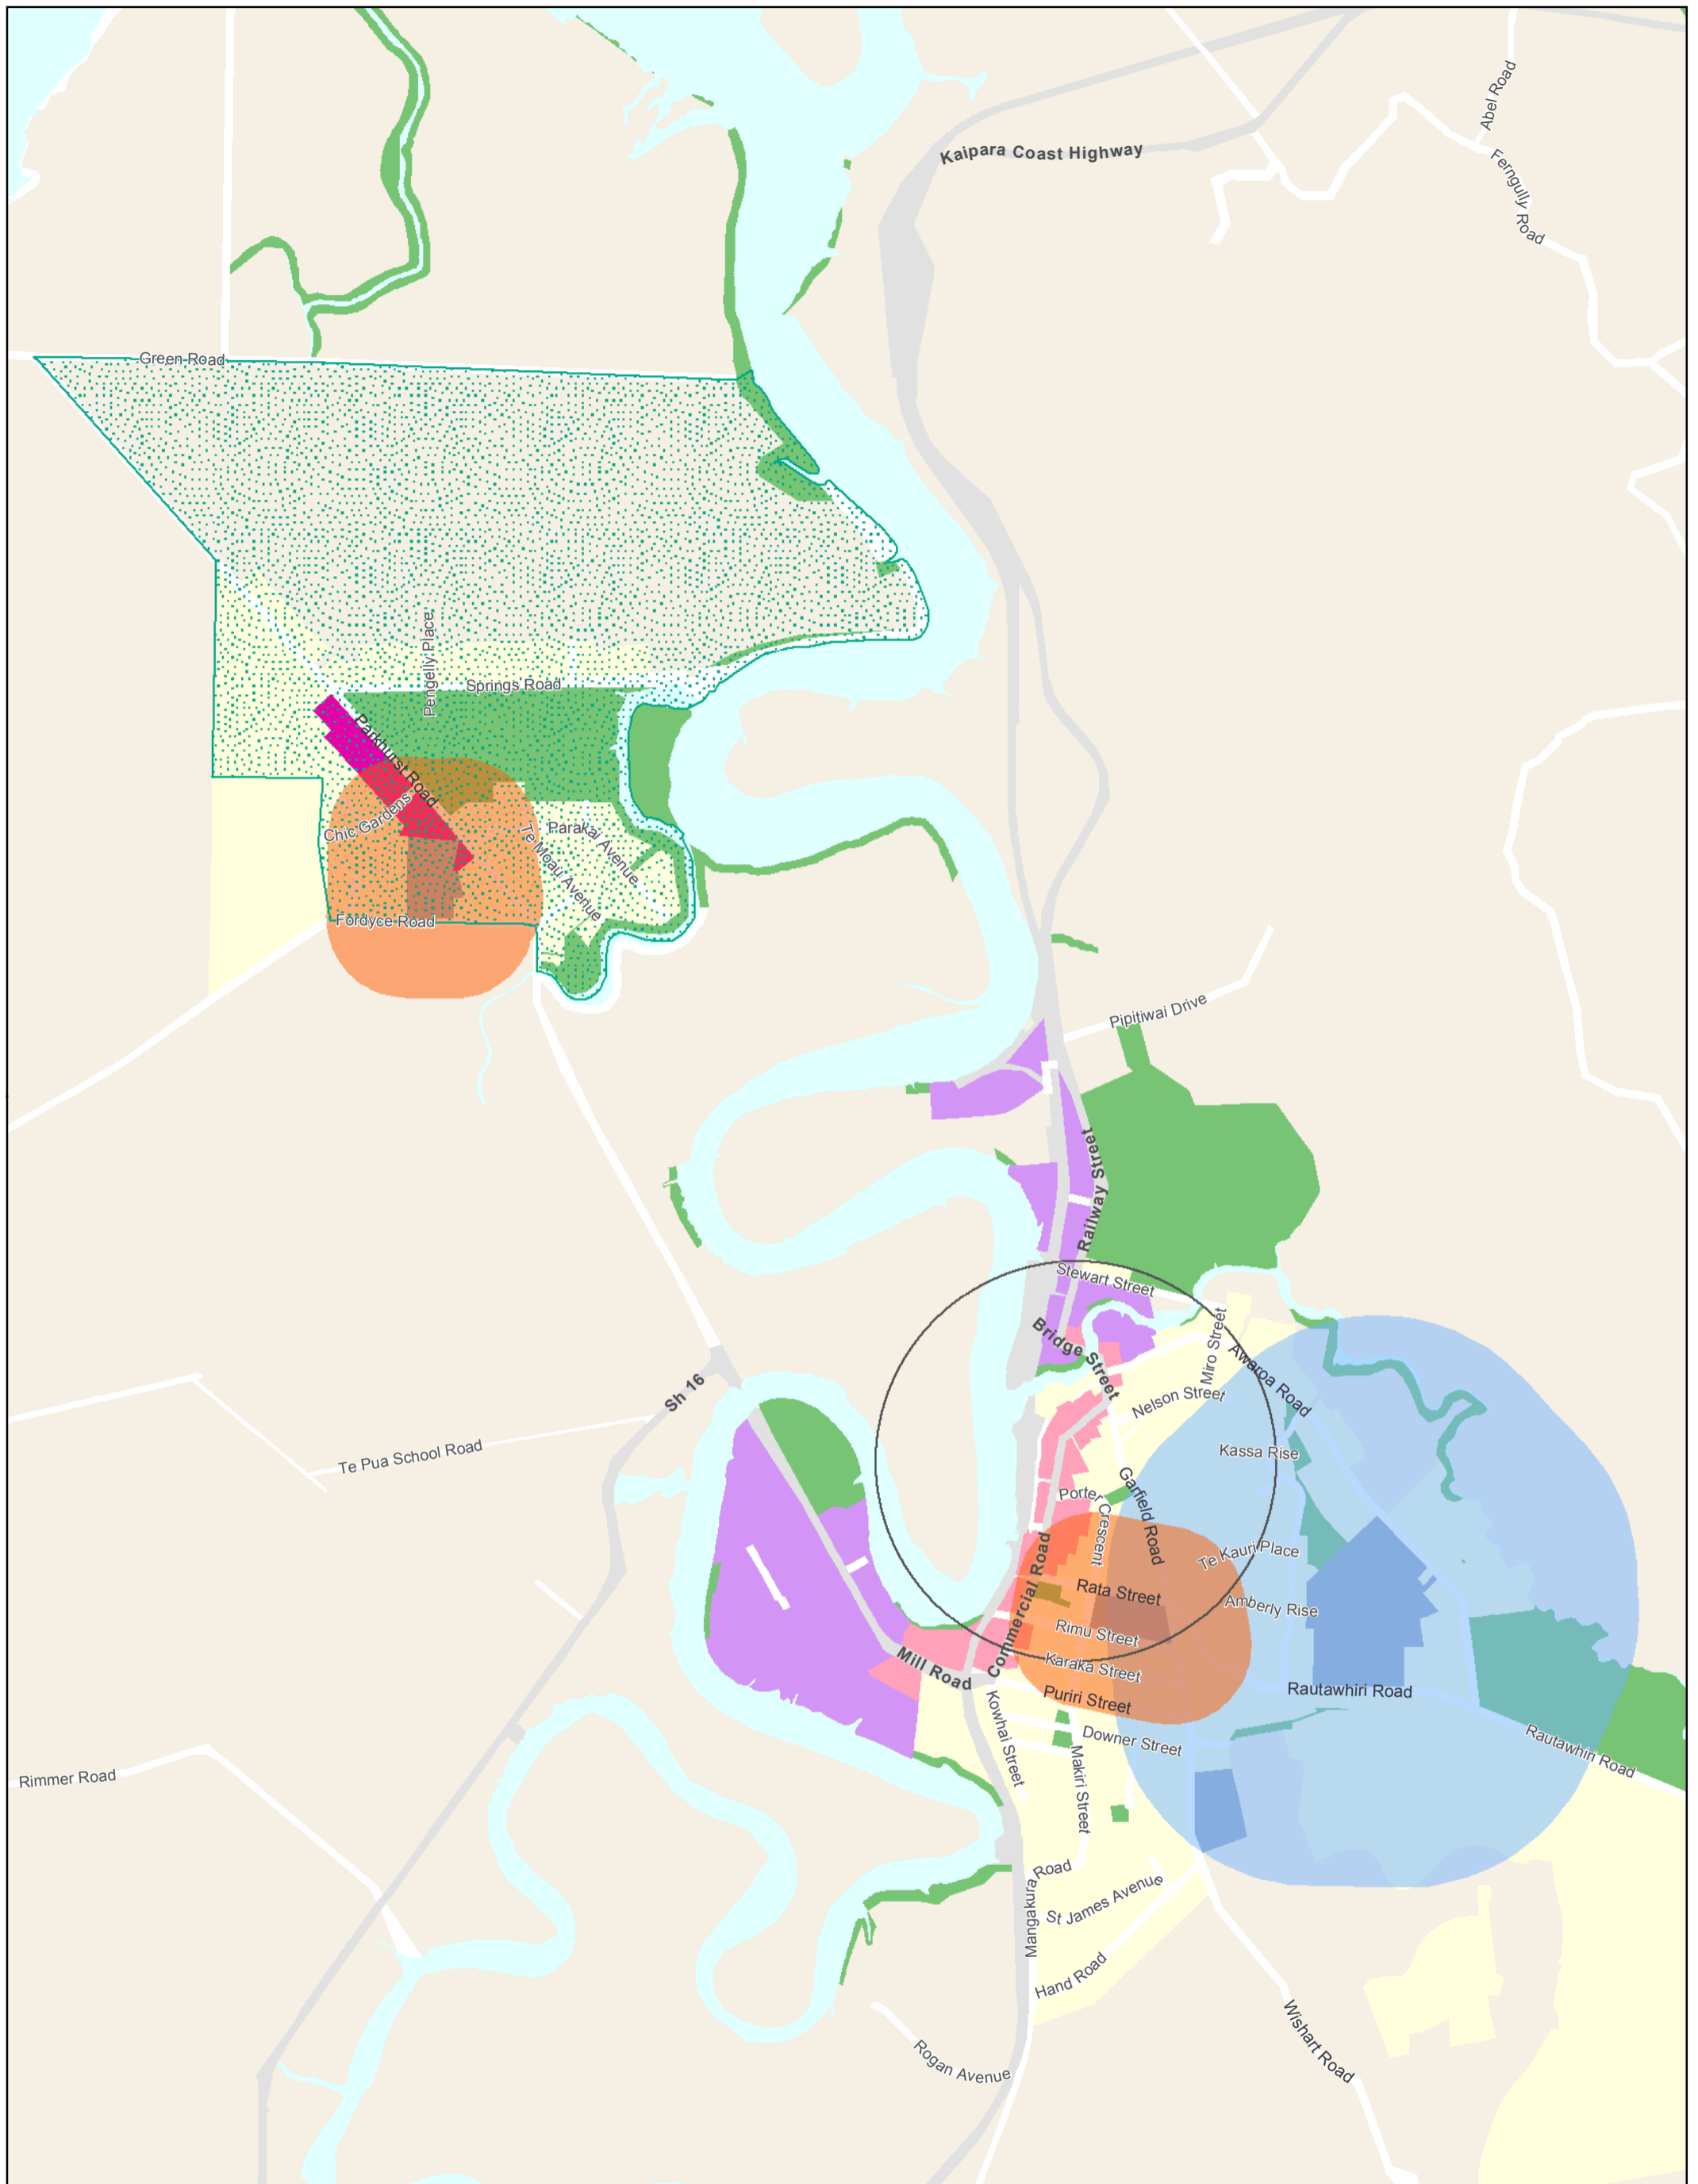 Abel Road
Kaipara Coast Highway
Ferngully Road
Green Road
Pengelly Place
Springs Road
Parkhurst Road
Chic Gardens
Parakai Avenue
Te Moau Avenue
Fordyce Road
Pipitiwai Drive
Railway Street
Stewart Street
Bridge Street
Miro Street
Awaroa Road
Sh 16
Nelson Street
Te Pua School Road
Kassa Rise
Garfield Road
Porter Crescent
Te Kauri Place
Commercial Road
Rata Street
Amberly Rise
Rimu Street
Mill Road
Karaka Street
Rautawhiri Road
Puriri Street
Kowhai Street
Downer Street
Rautawhiri Road
Rimmer Road
Makiri Street
Mangakura Road
St James Avenue
Hand Road
Wishart Road
Rogan Avenue